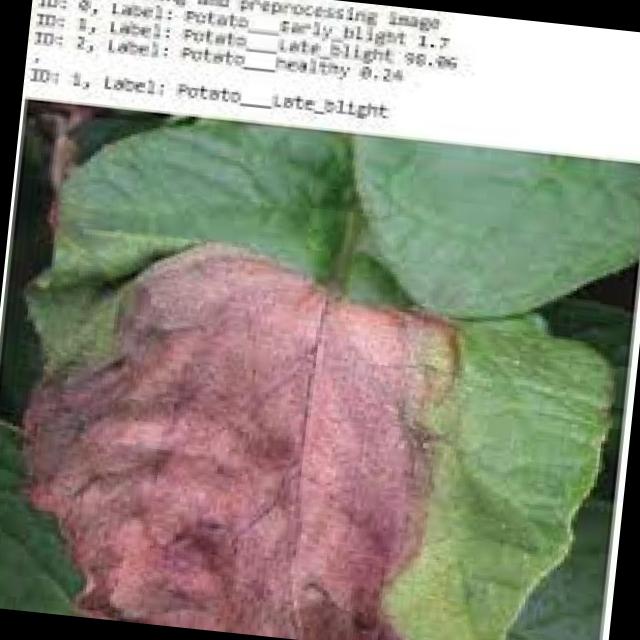 and preprocessing image
ID: 0, Label: Potato___Early_blight 1.7
ID: 1, Label: Potato___Late_blight 98.06
ID: 2, Label: Potato___healthy 0.24
,
ID: 1, Label: Potato___Late_blight